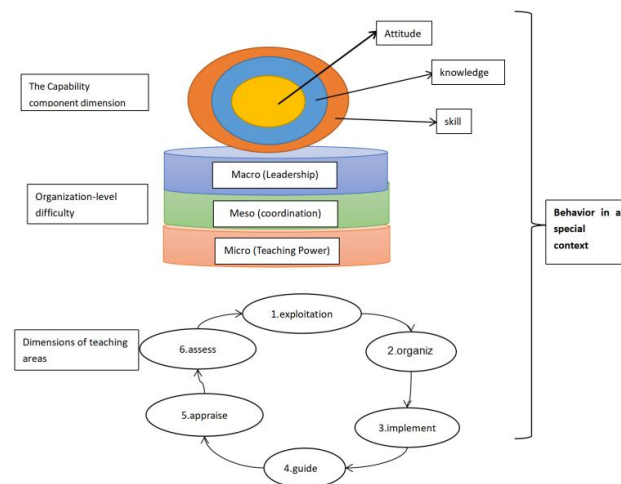 Attitude
knowledge
skill
The Capability
component dimension
Macro (Leadership)
Meso (coordination)
Micro (Teaching Power)
Organization-level
difficulty
Behavior in a
special
context
1.exploitation
2.organiz
3.implement
4.guide
5.appraise
6.assess
Dimensions of teaching
areas